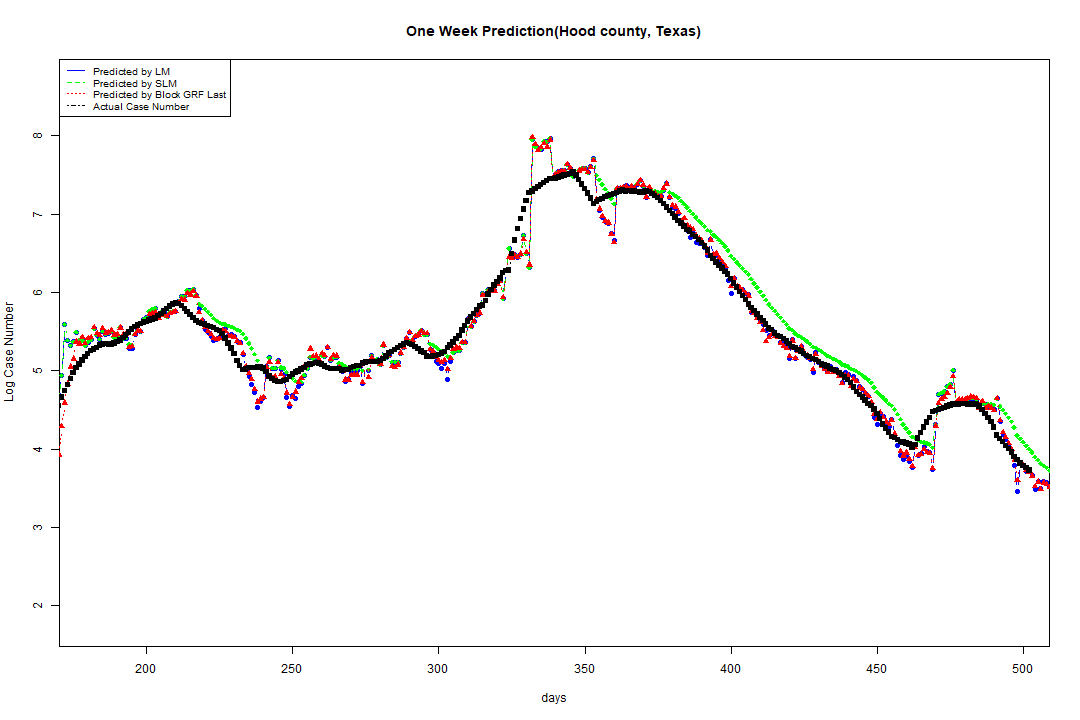 One Week Prediction(Hood county, Texas)
Predicted by LM
Predicted by SLM
Predicted by Block GRF Last
Actual Case Number
8
7
6
5
4
3
2
Log Case Number
200 250 300 350 400 450 500
days